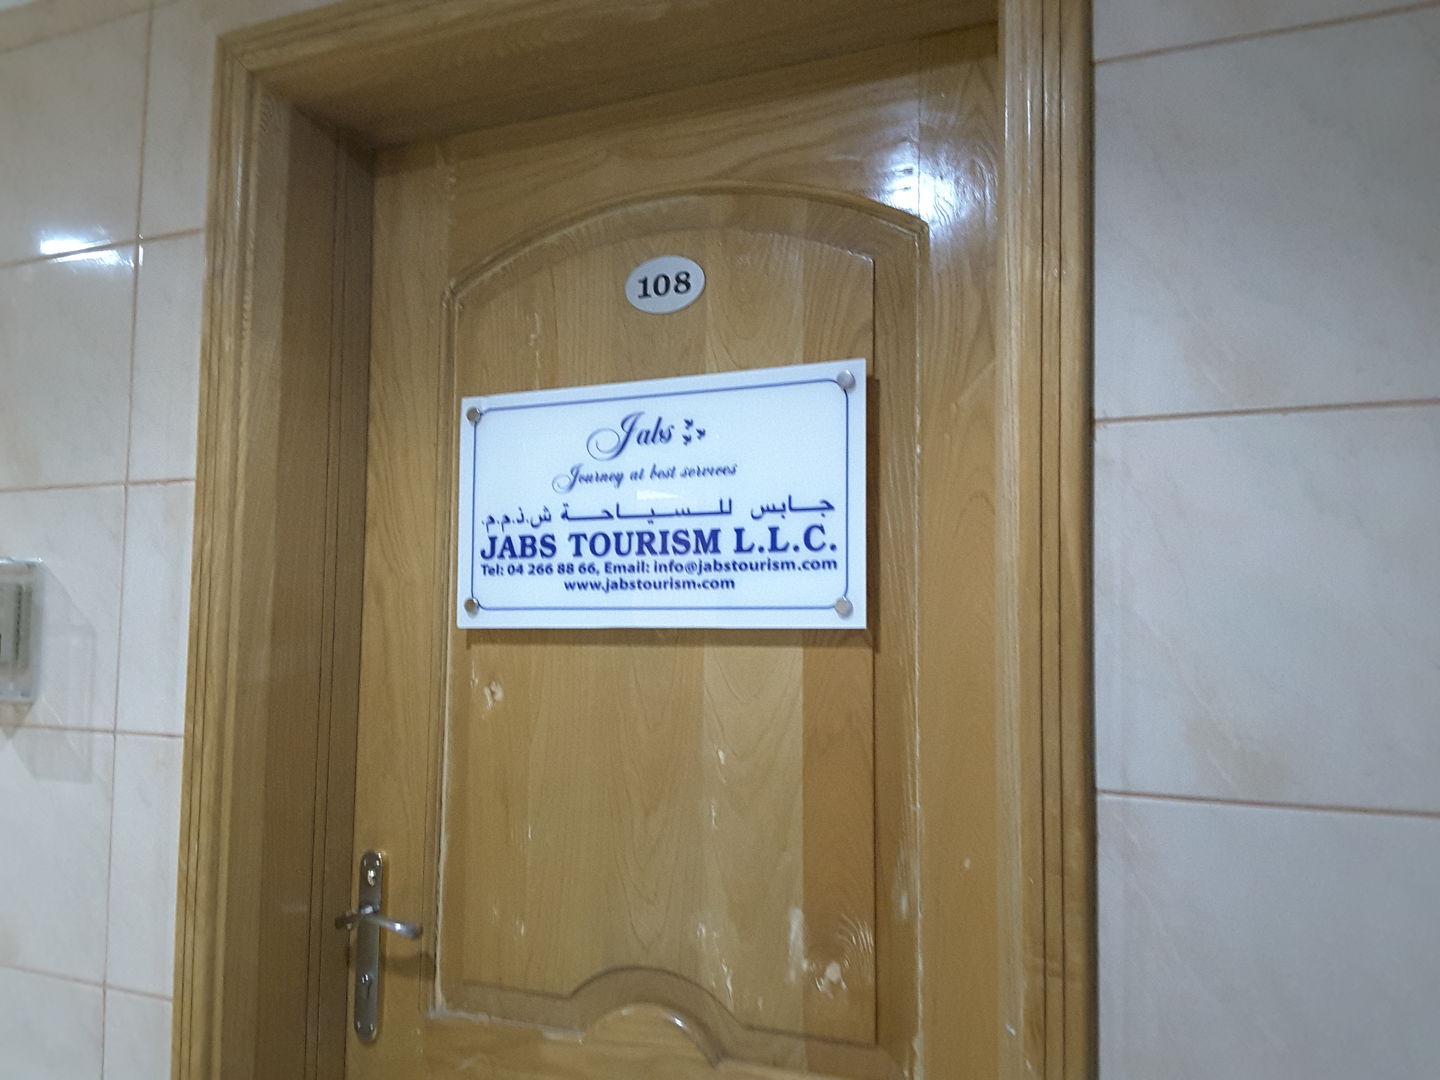 108
Jabs
Journey at best services
جابس للسياحة ش.ذ.م.م.
JABS TOURISM L.L.C.
Tel: 04 266 88 66, Email: info@jabstourism.com
www.jabstourism.com